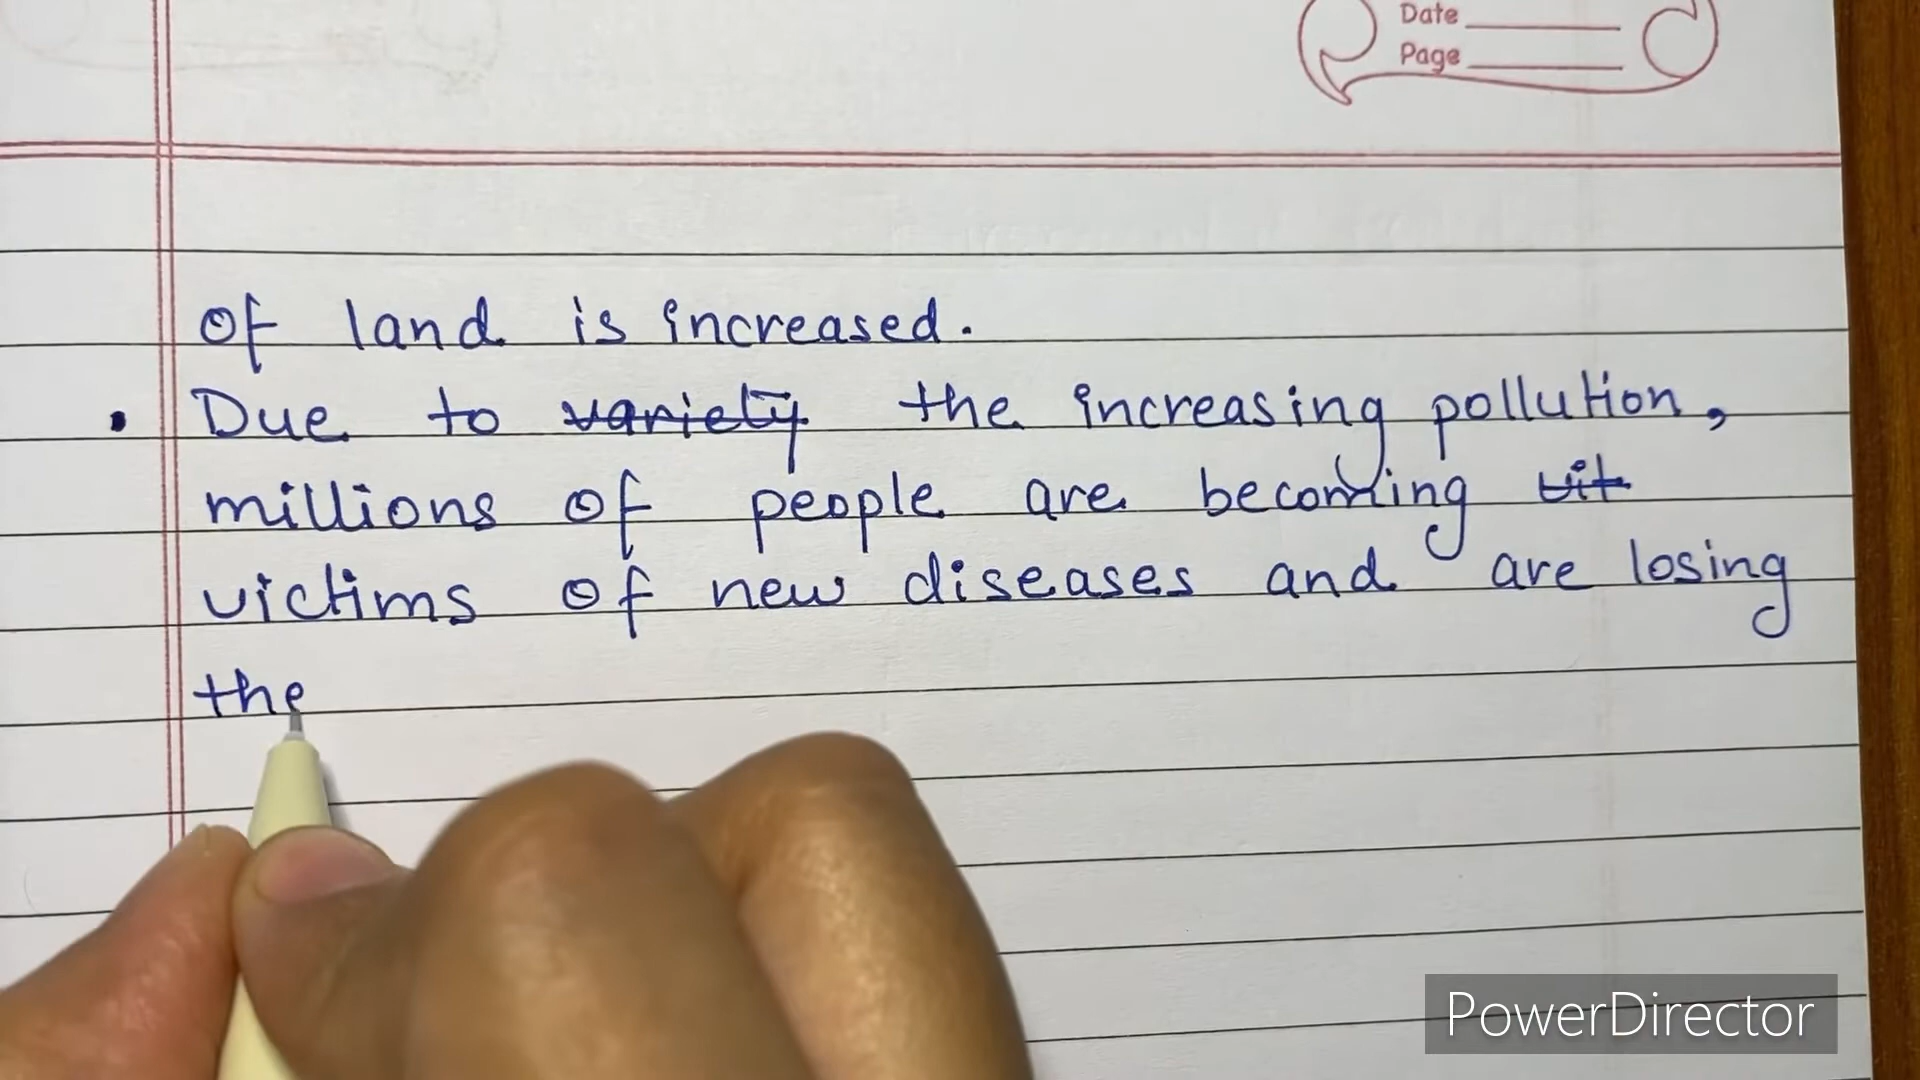 Date
Page
of land is increased.
• Due to variety the increasing pollution,
millions of people are becoming vit
victims of new diseases and are losing
the
PowerDirector